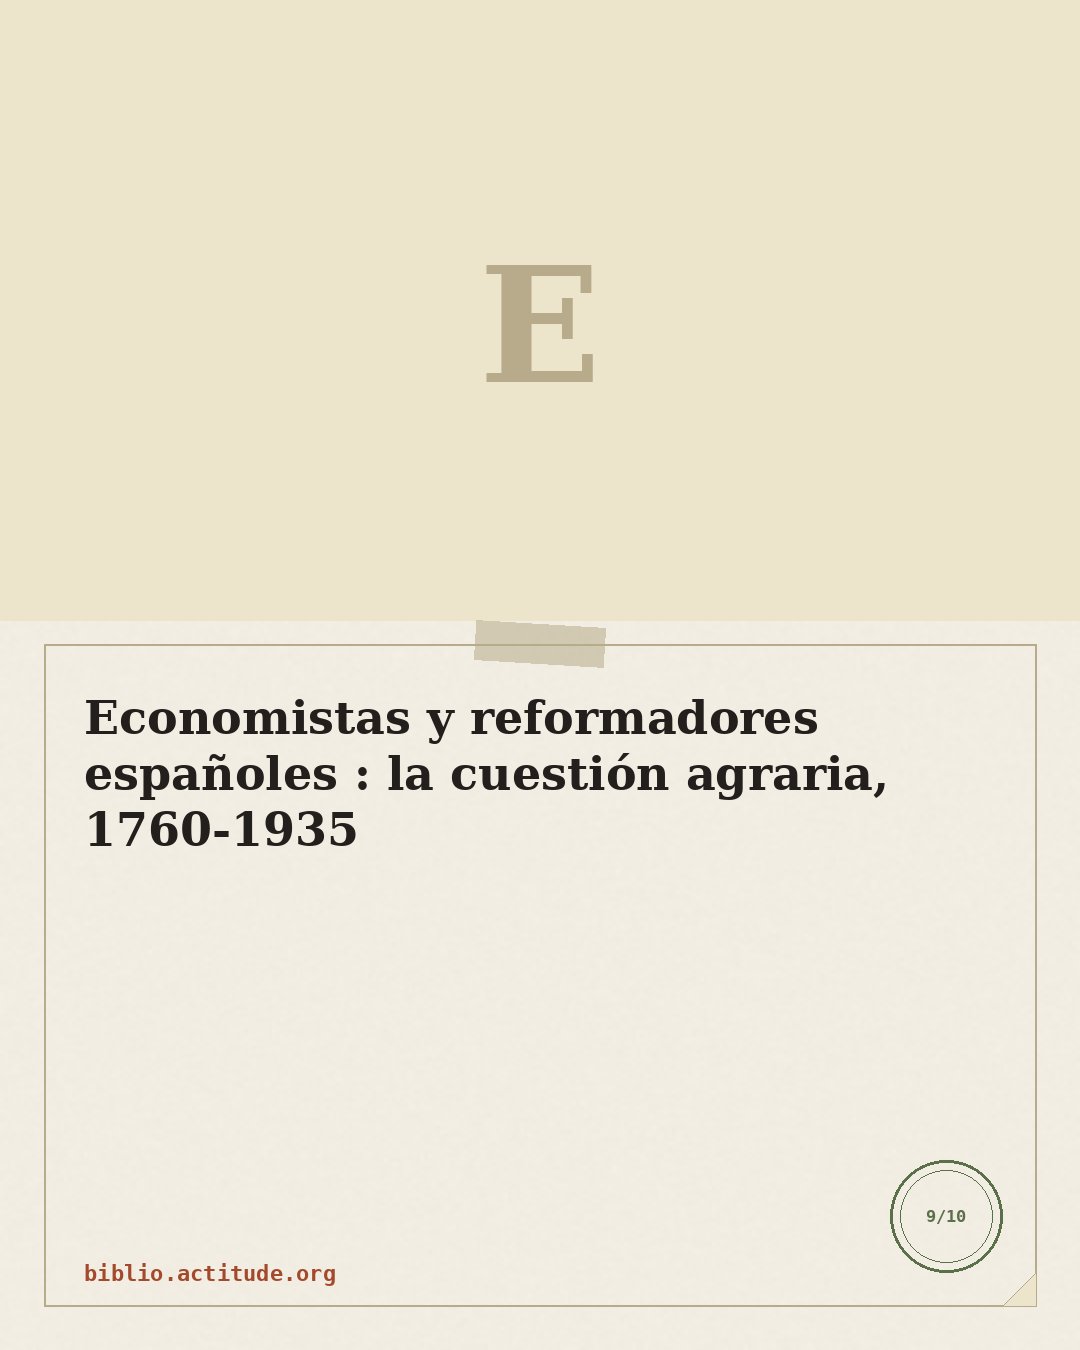 E
Economistas y reformadores
españoles : la cuestión agraria,
1760-1935
9/10
biblio.actitude.org